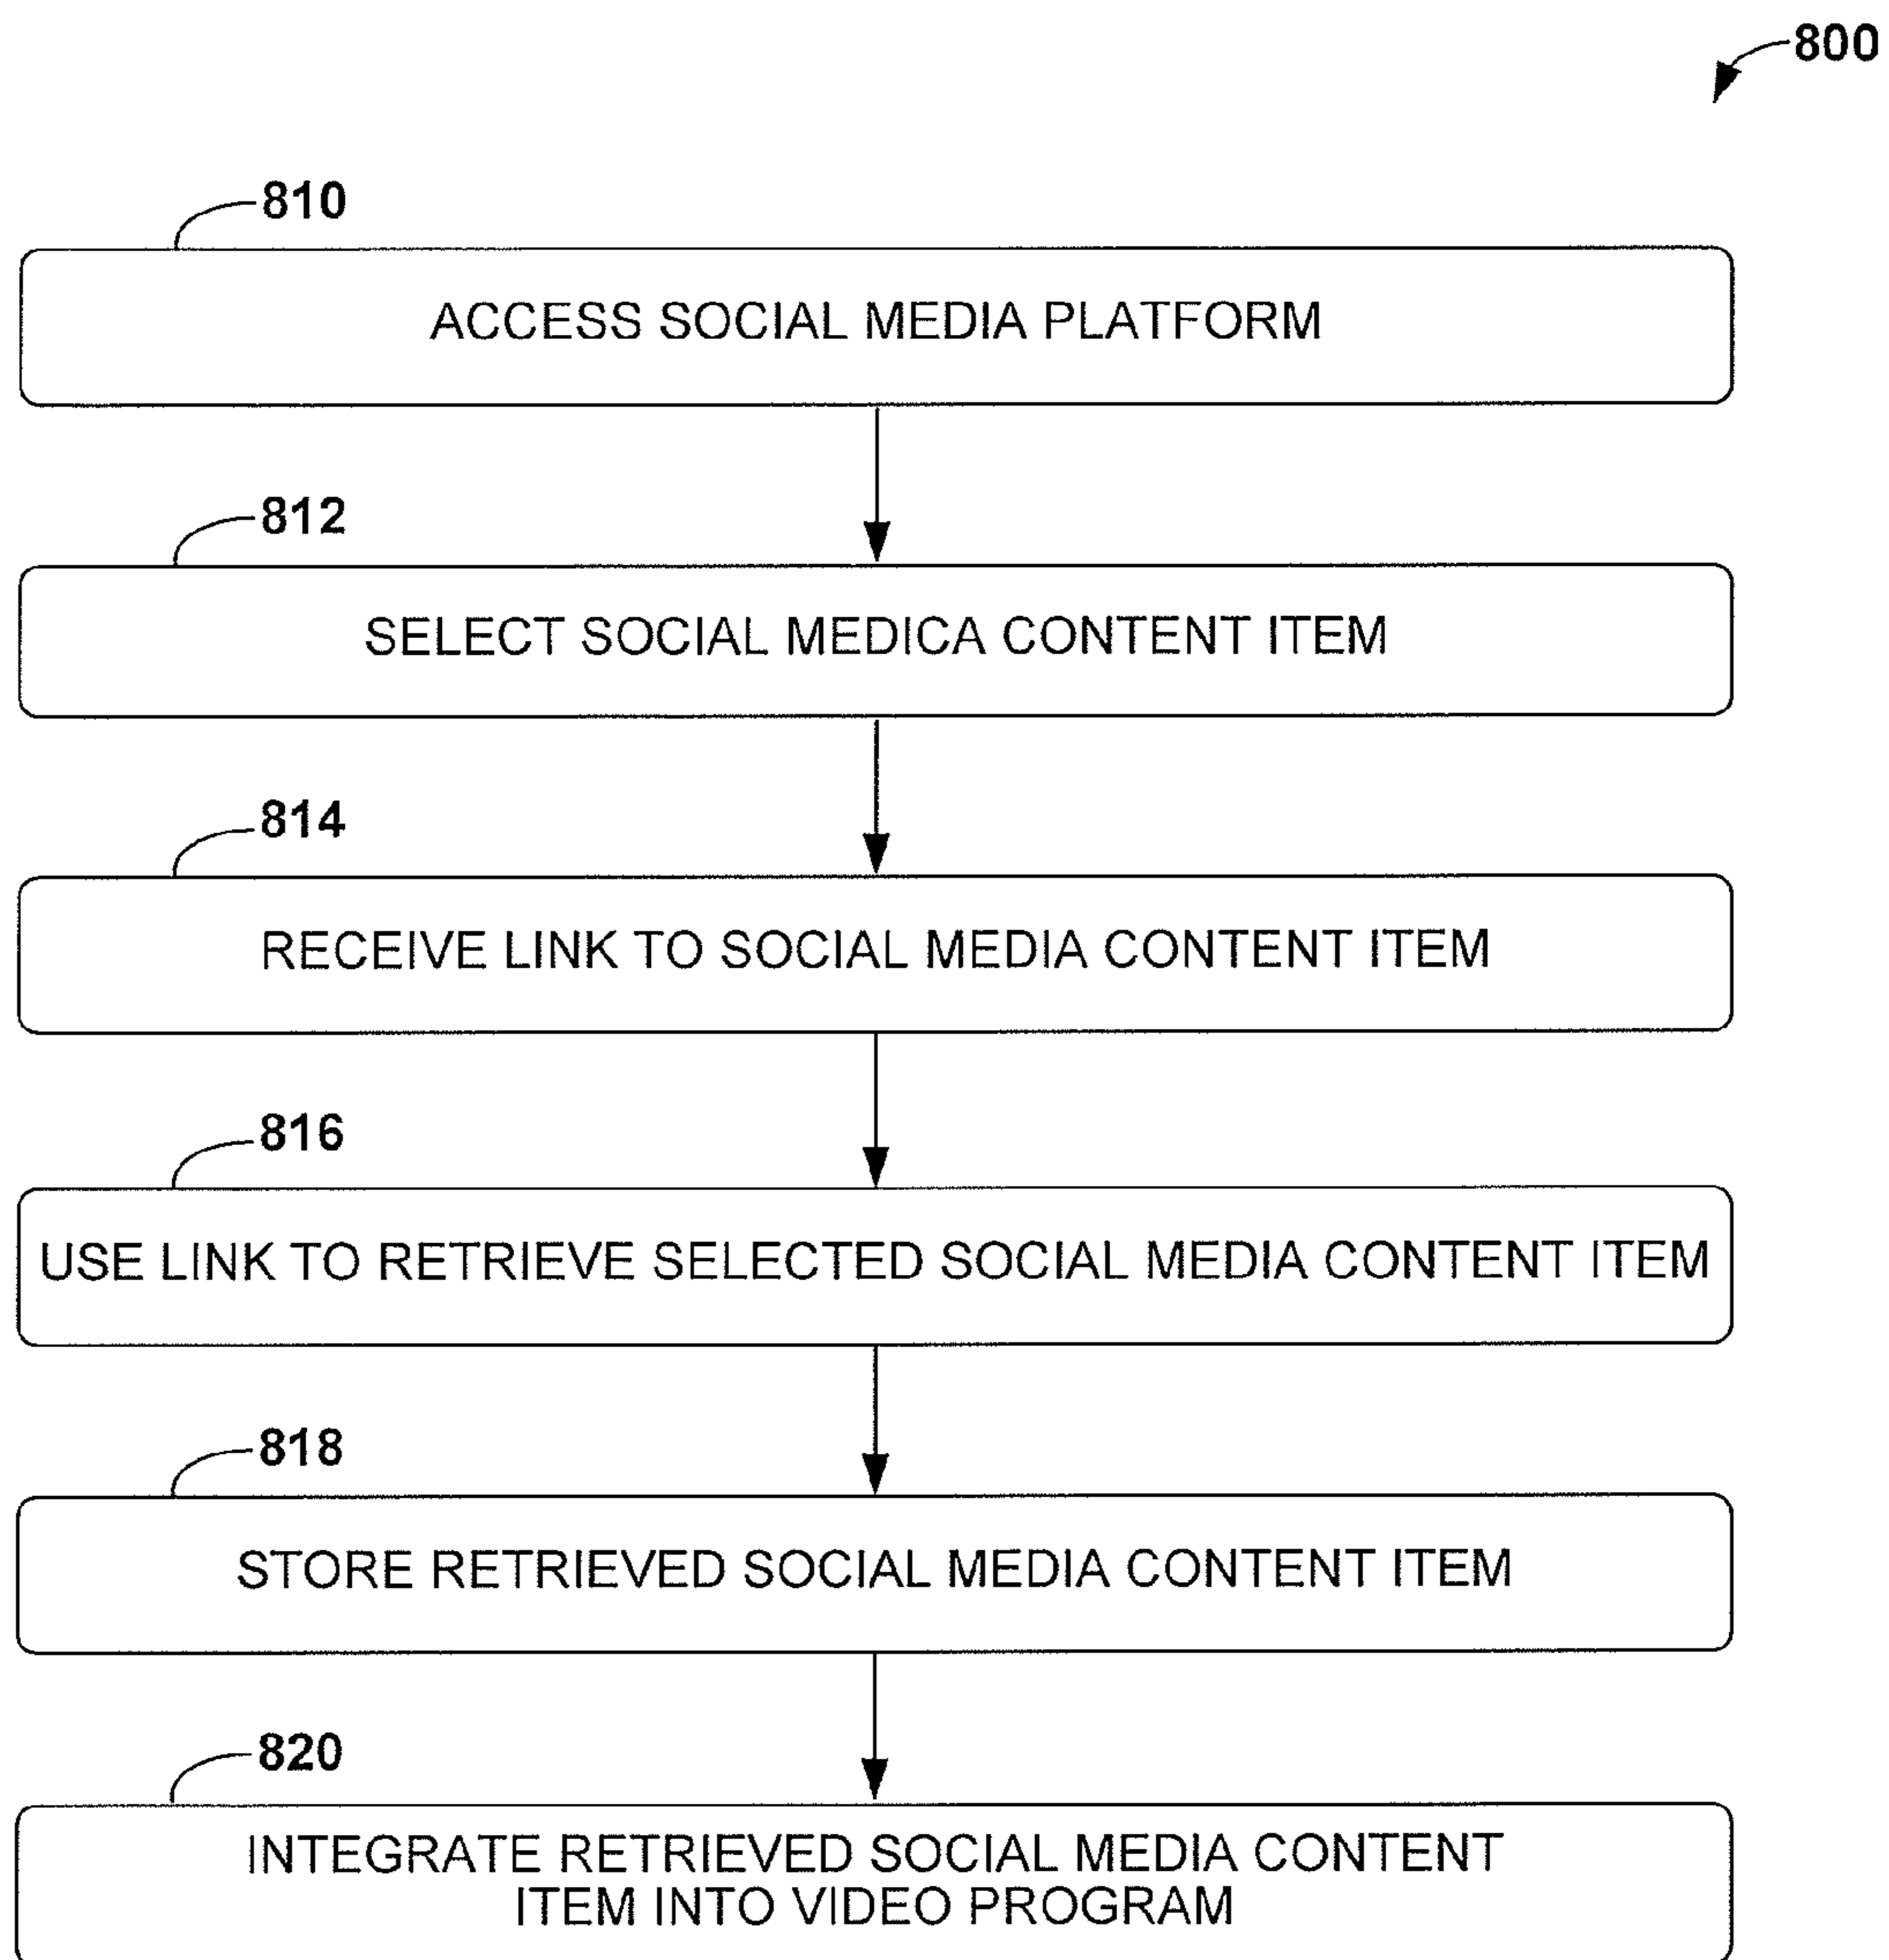 800
810
ACCESS SOCIAL MEDIA PLATFORM
812
SELECT SOCIAL MEDICA CONTENT ITEM
814
RECEIVE LINK TO SOCIAL MEDIA CONTENT ITEM
816
USE LINK TO RETRIEVE SELECTED SOCIAL MEDIA CONTENT ITEM
818
STORE RETRIEVED SOCIAL MEDIA CONTENT ITEM
820
INTEGRATE RETRIEVED SOCIAL MEDIA CONTENT
ITEM INTO VIDEO PROGRAM